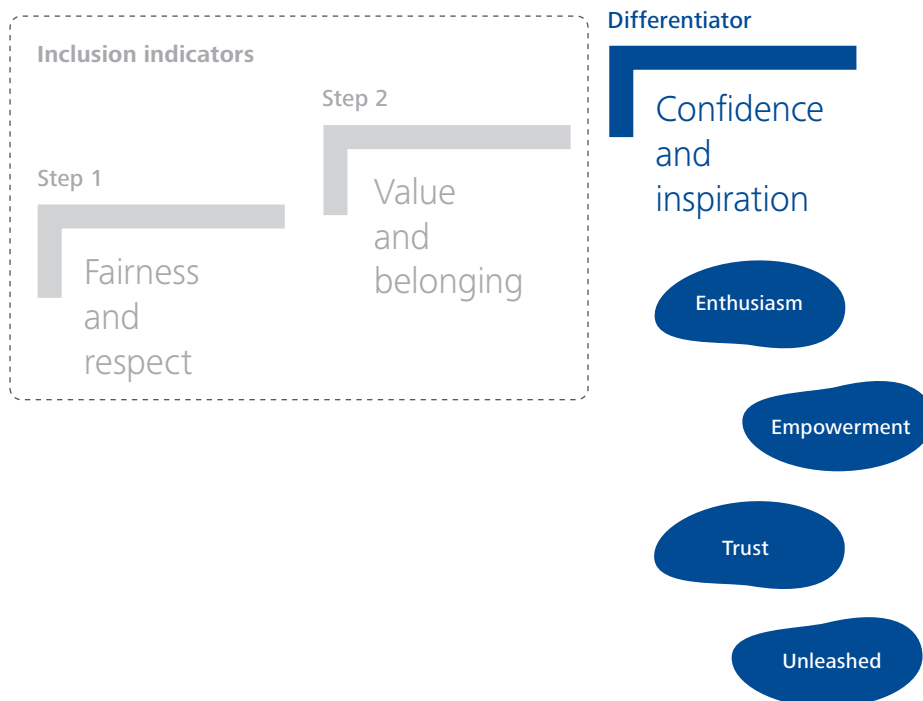 Inclusion indicators
Step 1
Fairness
and
respect
Step 2
Value
and
belonging
Differentiator
Confidence
and
inspiration
Enthusiasm
Empowerment
Trust
Unleashed